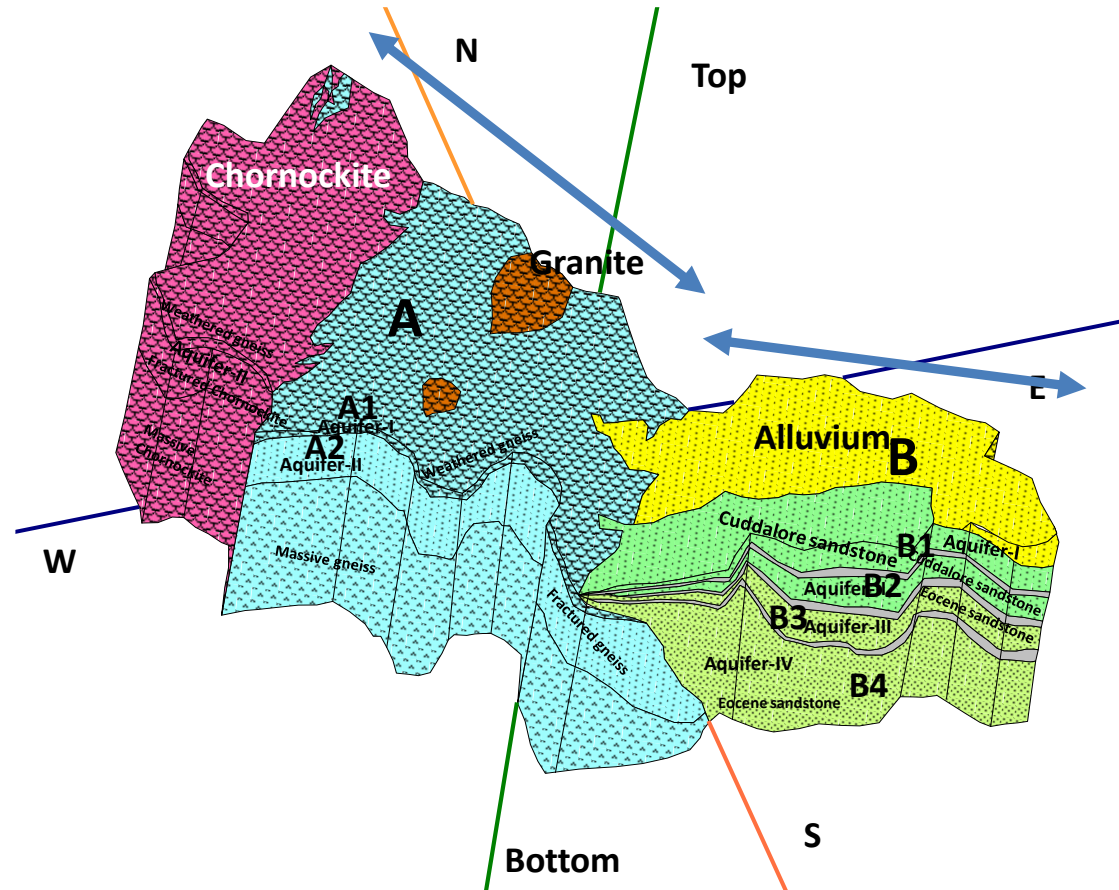 N
Top
Chornockite
Granite
A
Weathered gneiss
Aquifer-II
Fractured chornockite
Massive
Chornockite
A1
Aquifer-I
A2
Aquifer-II
Weathered gneiss
Massive gneiss
Fractured gneiss
E
Alluvium
B
Cuddalore sandstone
B1
Aquifer-I
Cuddalore sandstone
B2
Eocene sandstone
B3
Aquifer-III
Aquifer-IV
B4
Eocene sandstone
W
S
Bottom